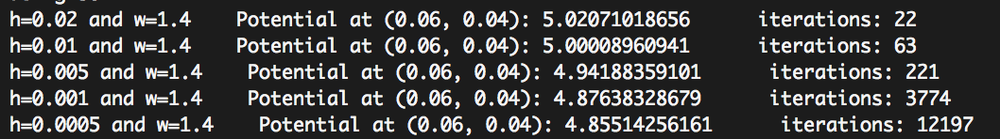 h=0.02 and w=1.4    Potential at (0.06, 0.04): 5.02071018656    iterations: 22
h=0.01 and w=1.4    Potential at (0.06, 0.04): 5.00008960941    iterations: 63
h=0.005 and w=1.4    Potential at (0.06, 0.04): 4.94188359101    iterations: 221
h=0.001 and w=1.4    Potential at (0.06, 0.04): 4.87638328679    iterations: 3774
h=0.0005 and w=1.4    Potential at (0.06, 0.04): 4.85514256161    iterations: 12197